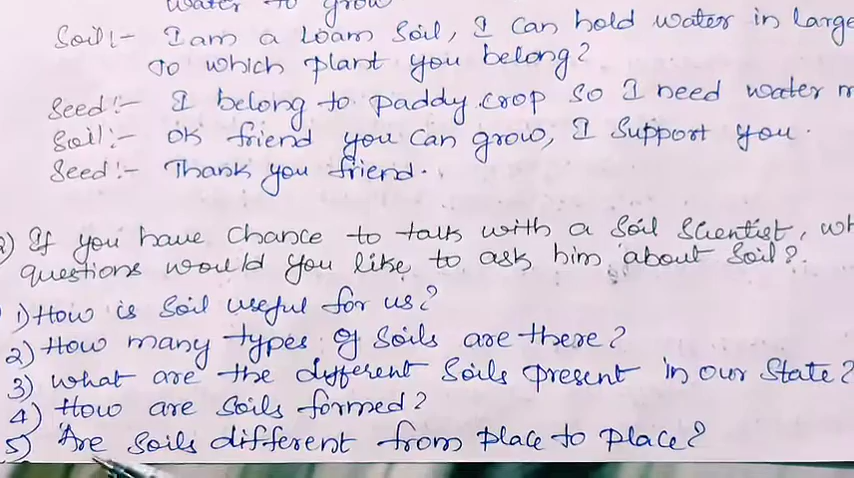 water to grow
Soil:- I am a Loam Soil, I can hold water in large
To which plant you belong?
Seed:- I belong to paddy crop so I need water
Soil:- OK friend you can grow, I Support you.
Seed:- Thank you friend.
If you have chance to talk with a Soil Scientist,
questions would you like to ask him about Soil?
1) How is Soil useful for us?
2) How many types of Soils are there?
3) What are the different Soils present in our State?
4) How are Soils formed?
5) Are Soils different from place to place?